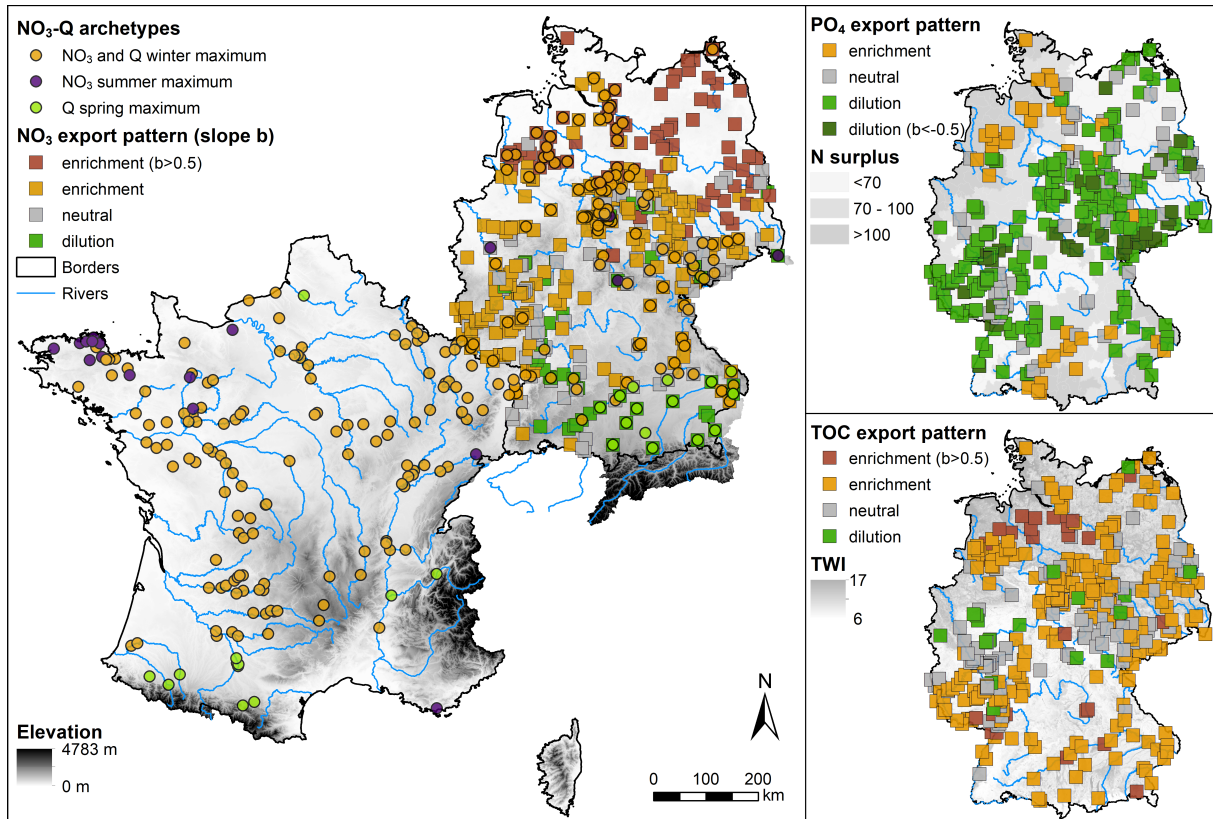 NO₃-Q archetypes
NO₃ and Q winter maximum
NO₃ summer maximum
Q spring maximum
NO₃ export pattern (slope b)
enrichment (b>0.5)
enrichment
neutral
dilution
Borders
Rivers
Elevation
4783 m
0 m
N
0 100 200
km
PO₄ export pattern
enrichment
neutral
dilution
dilution (b<-0.5)
N surplus
<70
70 - 100
>100
TOC export pattern
enrichment (b>0.5)
enrichment
neutral
dilution
TWI
17
6